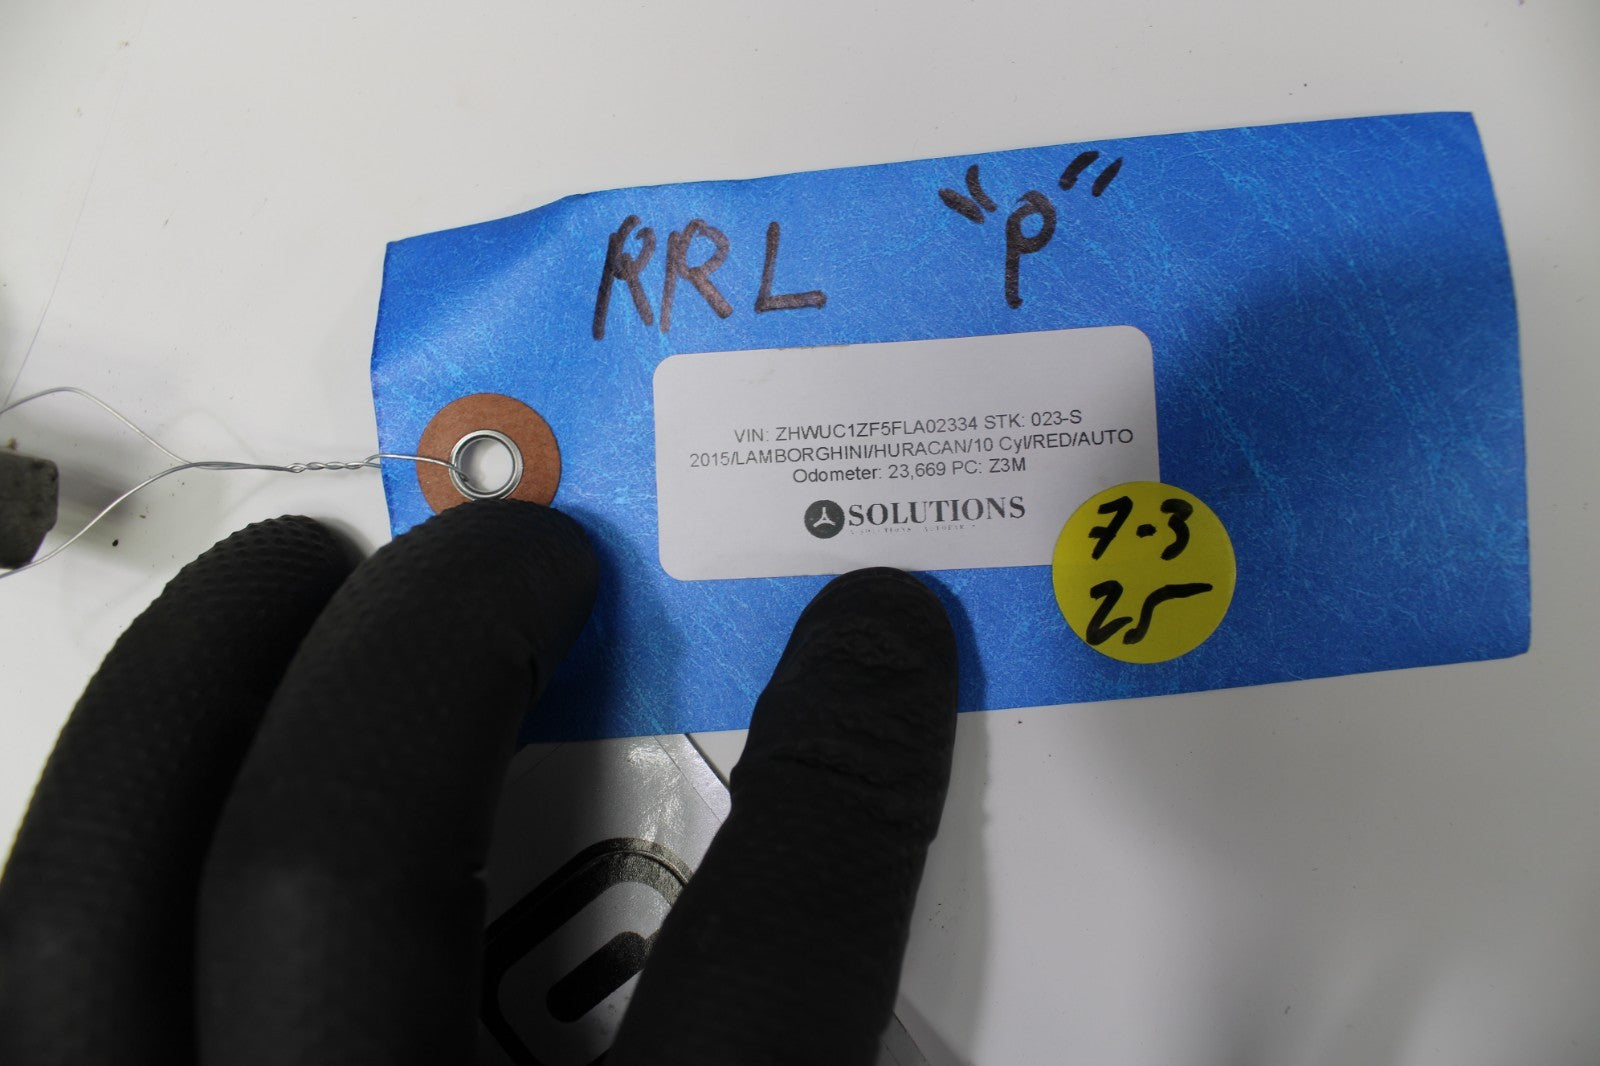 RRL "P"
VIN: ZHWUC1ZF5FLA02334 STK: 023-S
2015/LAMBORGHINI/HURACAN/10 Cyl/RED/AUTO
Odometer: 23,669 PC: Z3M
SOLUTIONS
7-3
25